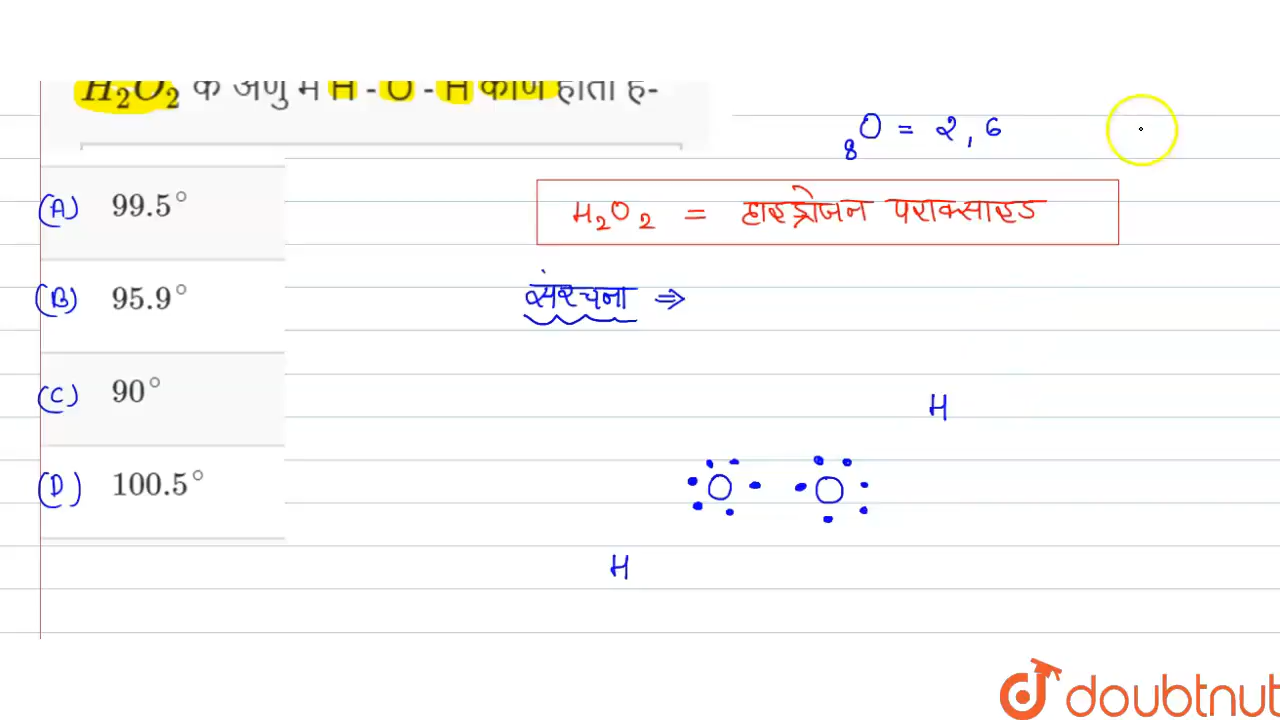 H₂O₂ के अणु में H - O - H कोण होता है-
₈O = 2, 6
(A) 99.5°
H₂O₂ = हाइड्रोजन पराक्साइड
(B) 95.9°
संरचना ⇒
(C) 90°
H
(D) 100.5°
O O
H
doubtnut